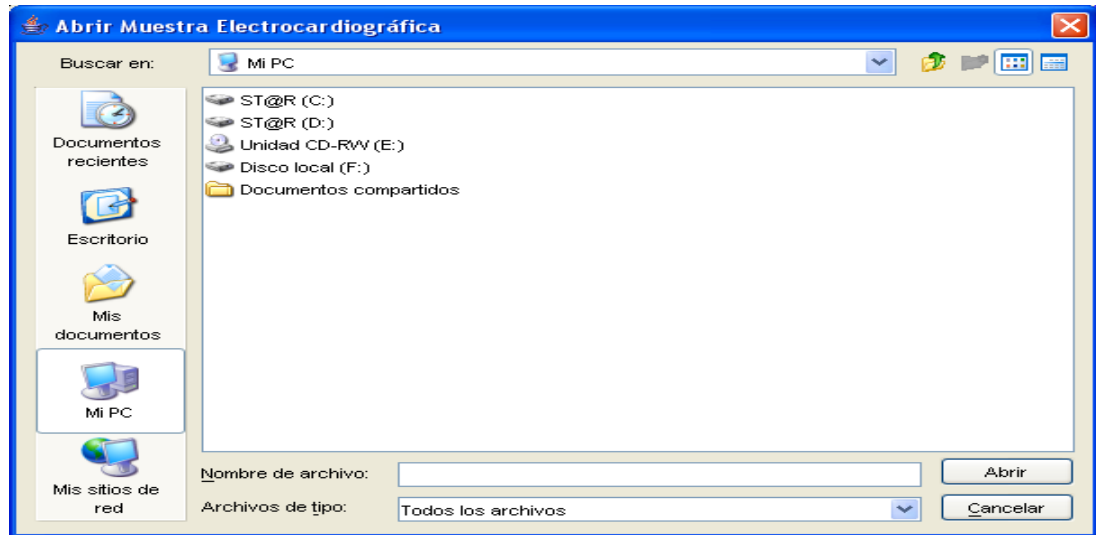 Abrir Muestra Electrocardiográfica
Buscar en:
Mi PC
Documentos
recientes
Escritorio
Mis
documentos
Mi PC
Mis sitios de
red
ST@R (C:)
ST@R (D:)
Unidad CD-RW (E:)
Disco local (F:)
Documentos compartidos
Nombre de archivo:
Abrir
Archivos de tipo:
Todos los archivos
Cancelar